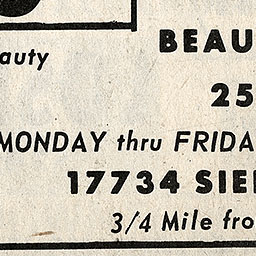 BEAU
auty
25
MONDAY thru FRIDA
17734 SIE
3/4 Mile fro